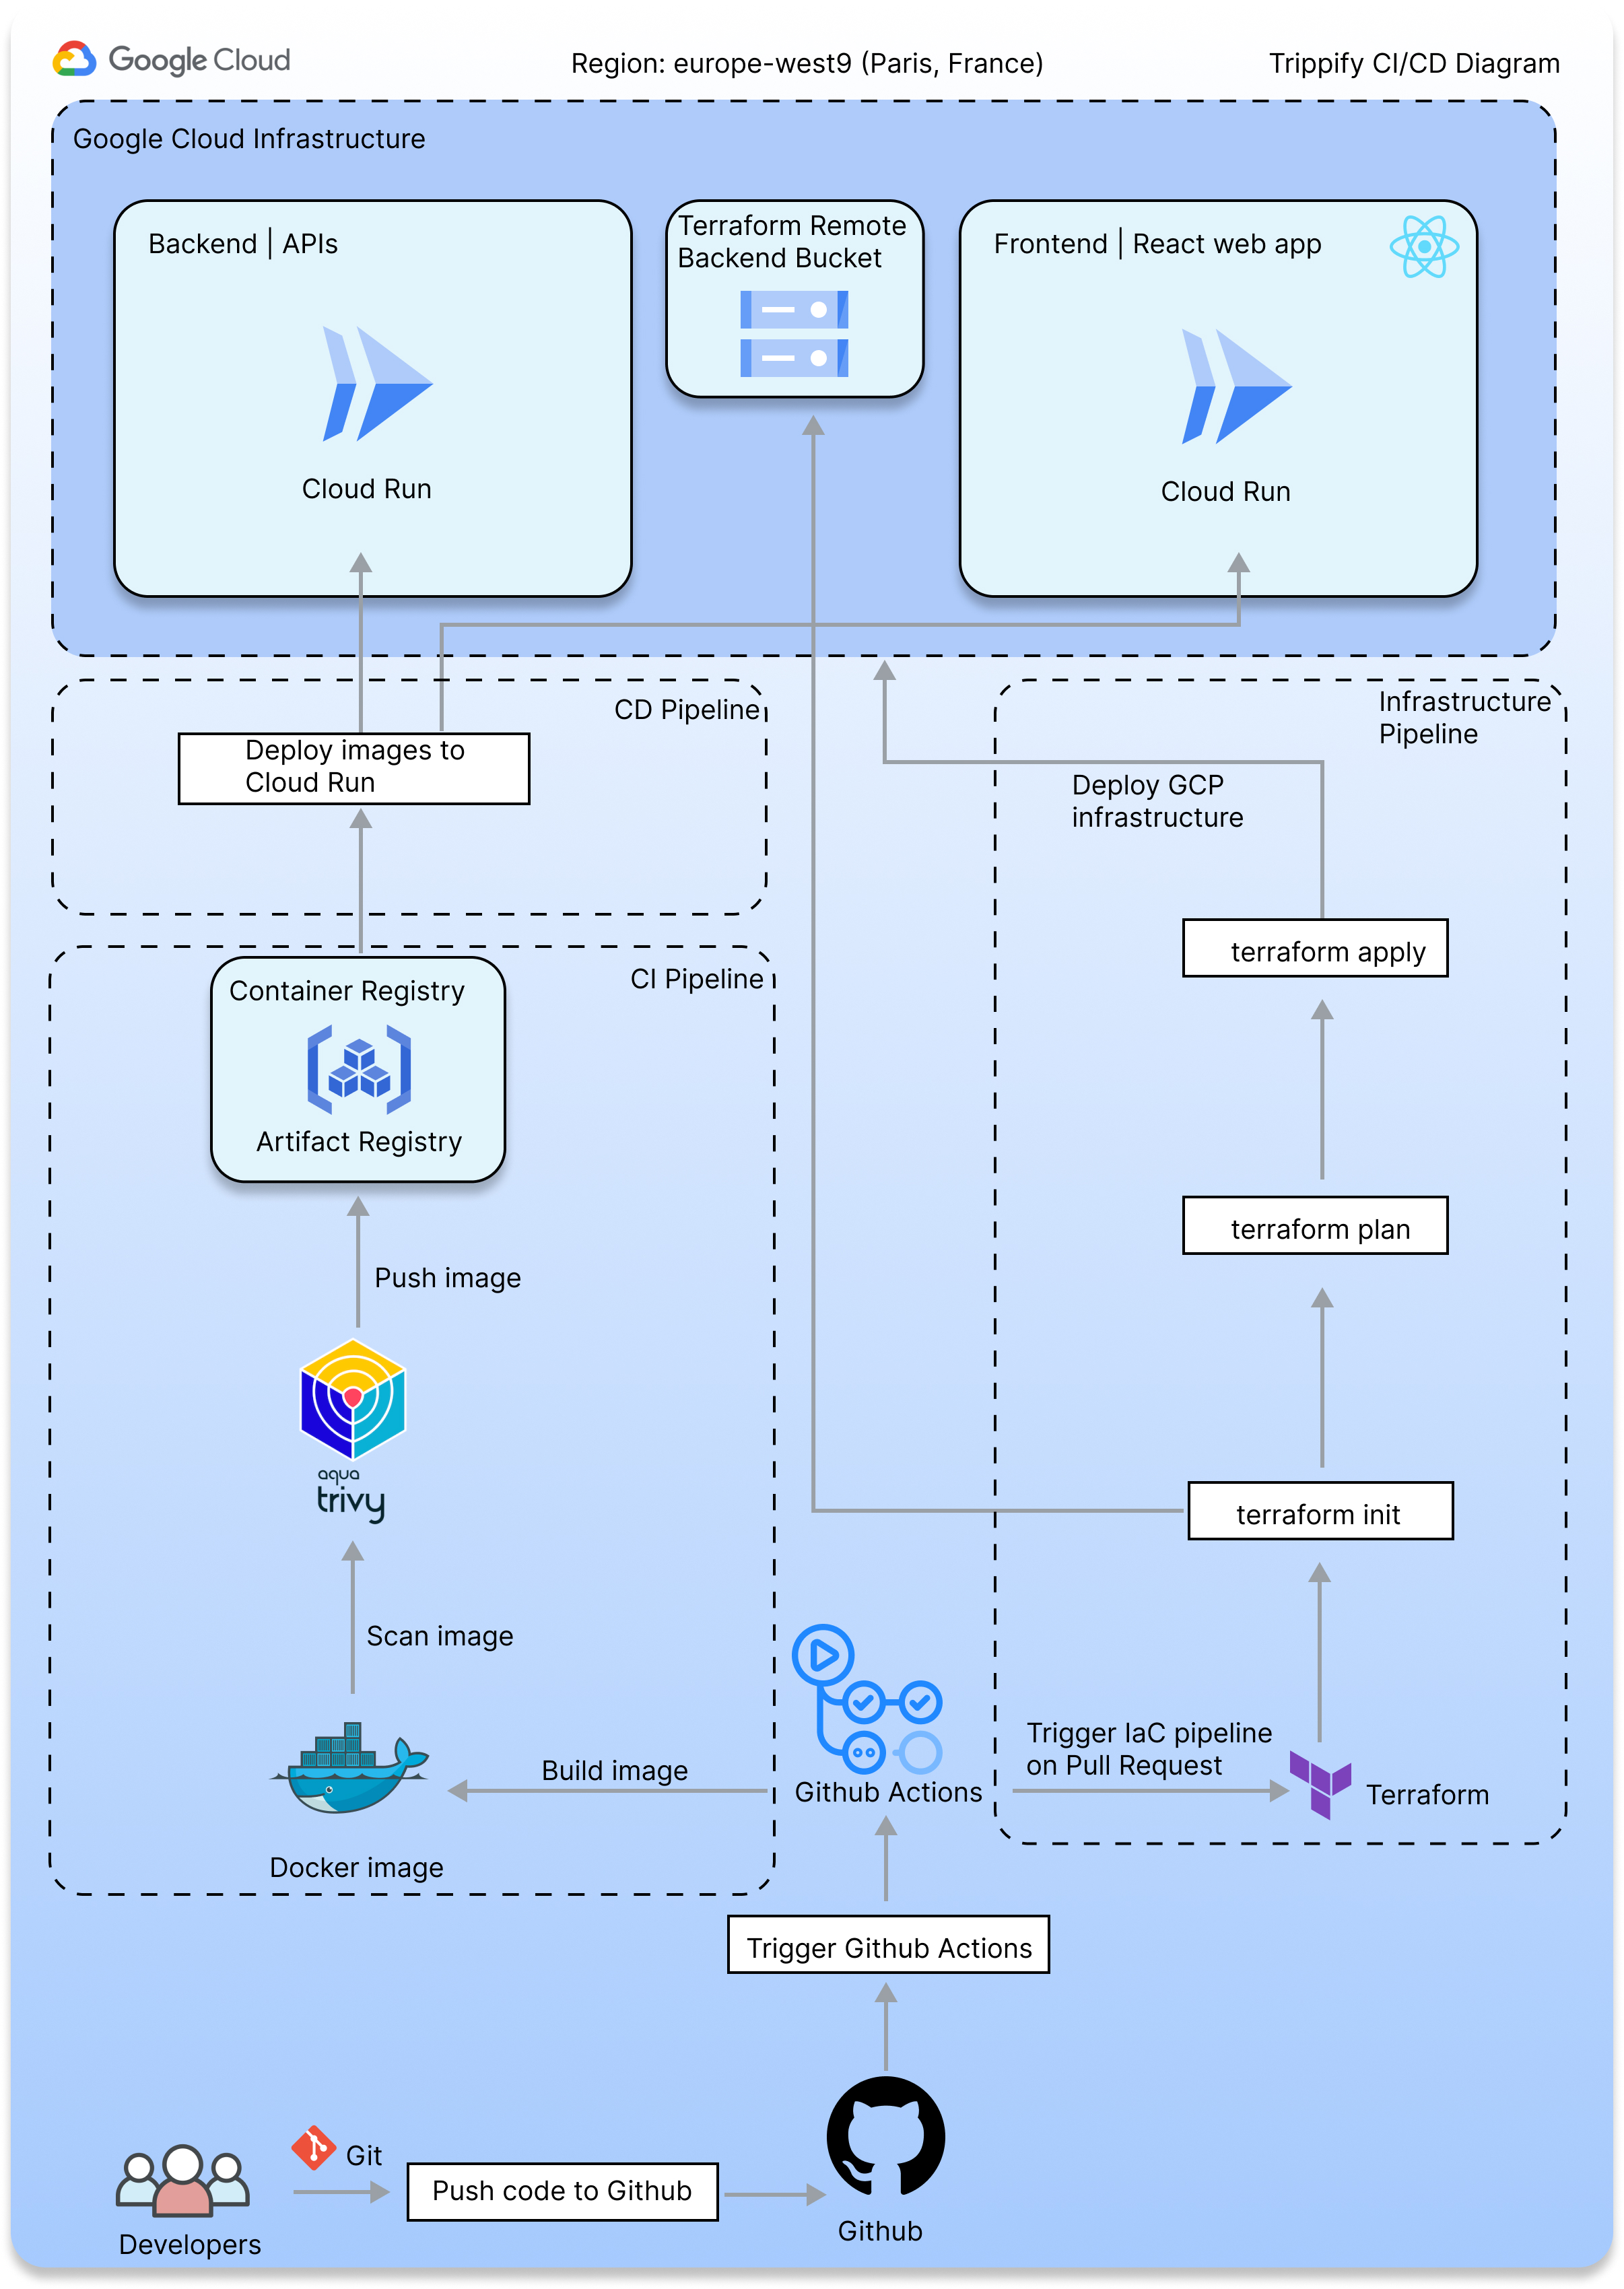 Google Cloud
Region: europe-west9 (Paris, France)
Trippify CI/CD Diagram
Google Cloud Infrastructure
Backend | APIs
Cloud Run
Terraform Remote
Backend Bucket
Frontend | React web app
Cloud Run
CD Pipeline
Deploy images to
Cloud Run
Infrastructure
Pipeline
Deploy GCP
infrastructure
terraform apply
CI Pipeline
Container Registry
Artifact Registry
terraform plan
Push image
aqua
trivy
terraform init
Scan image
Build image
Docker image
Github Actions
Trigger IaC pipeline
on Pull Request
Terraform
Trigger Github Actions
Git
Push code to Github
Developers
Github